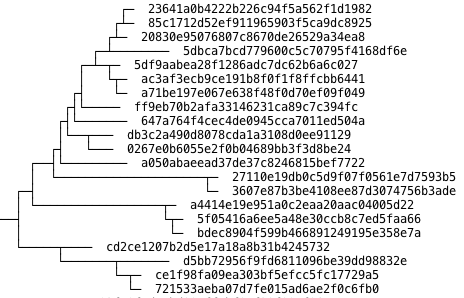 23641a0b4222b226c94f5a562f1d1982
85c1712d52ef911965903f5ca9dc8925
20830e95076807c8670de26529a34ea8
5dbca7bcd779600c5c70795f4168df6e
5df9aabea28f1286adc7dc62b6a6c027
ac3af3ecb9ce191b8f0f1f8ffcbb6441
a71be197e067e638f48f0d70ef09f049
ff9eb70b2afa33146231ca89c7c394fc
647a764f4cec4de0945cca7011ed504a
db3c2a490d8078cda1a3108d0ee91129
0267e0b6055e2f0b04689bb3f3d8be24
a050abaeead37de37c8246815bef7722
27110e19db0c5d9f07f0561e7d7593b5
3607e87b3be4108ee87d3074756b3ade
a4414e19e951a0c2eaa20aac04005d22
5f05416a6ee5a48e30ccb8c7ed5faa66
bdec8904f599b466891249195e358e7a
cd2ce1207b2d5e17a18a8b31b4245732
d5bb72956f9fd6811096be39dd98832e
ce1f98fa09ea303bf5efcc5fc17729a5
721533aeba07d7fe015ad6ae2f0c6fb0